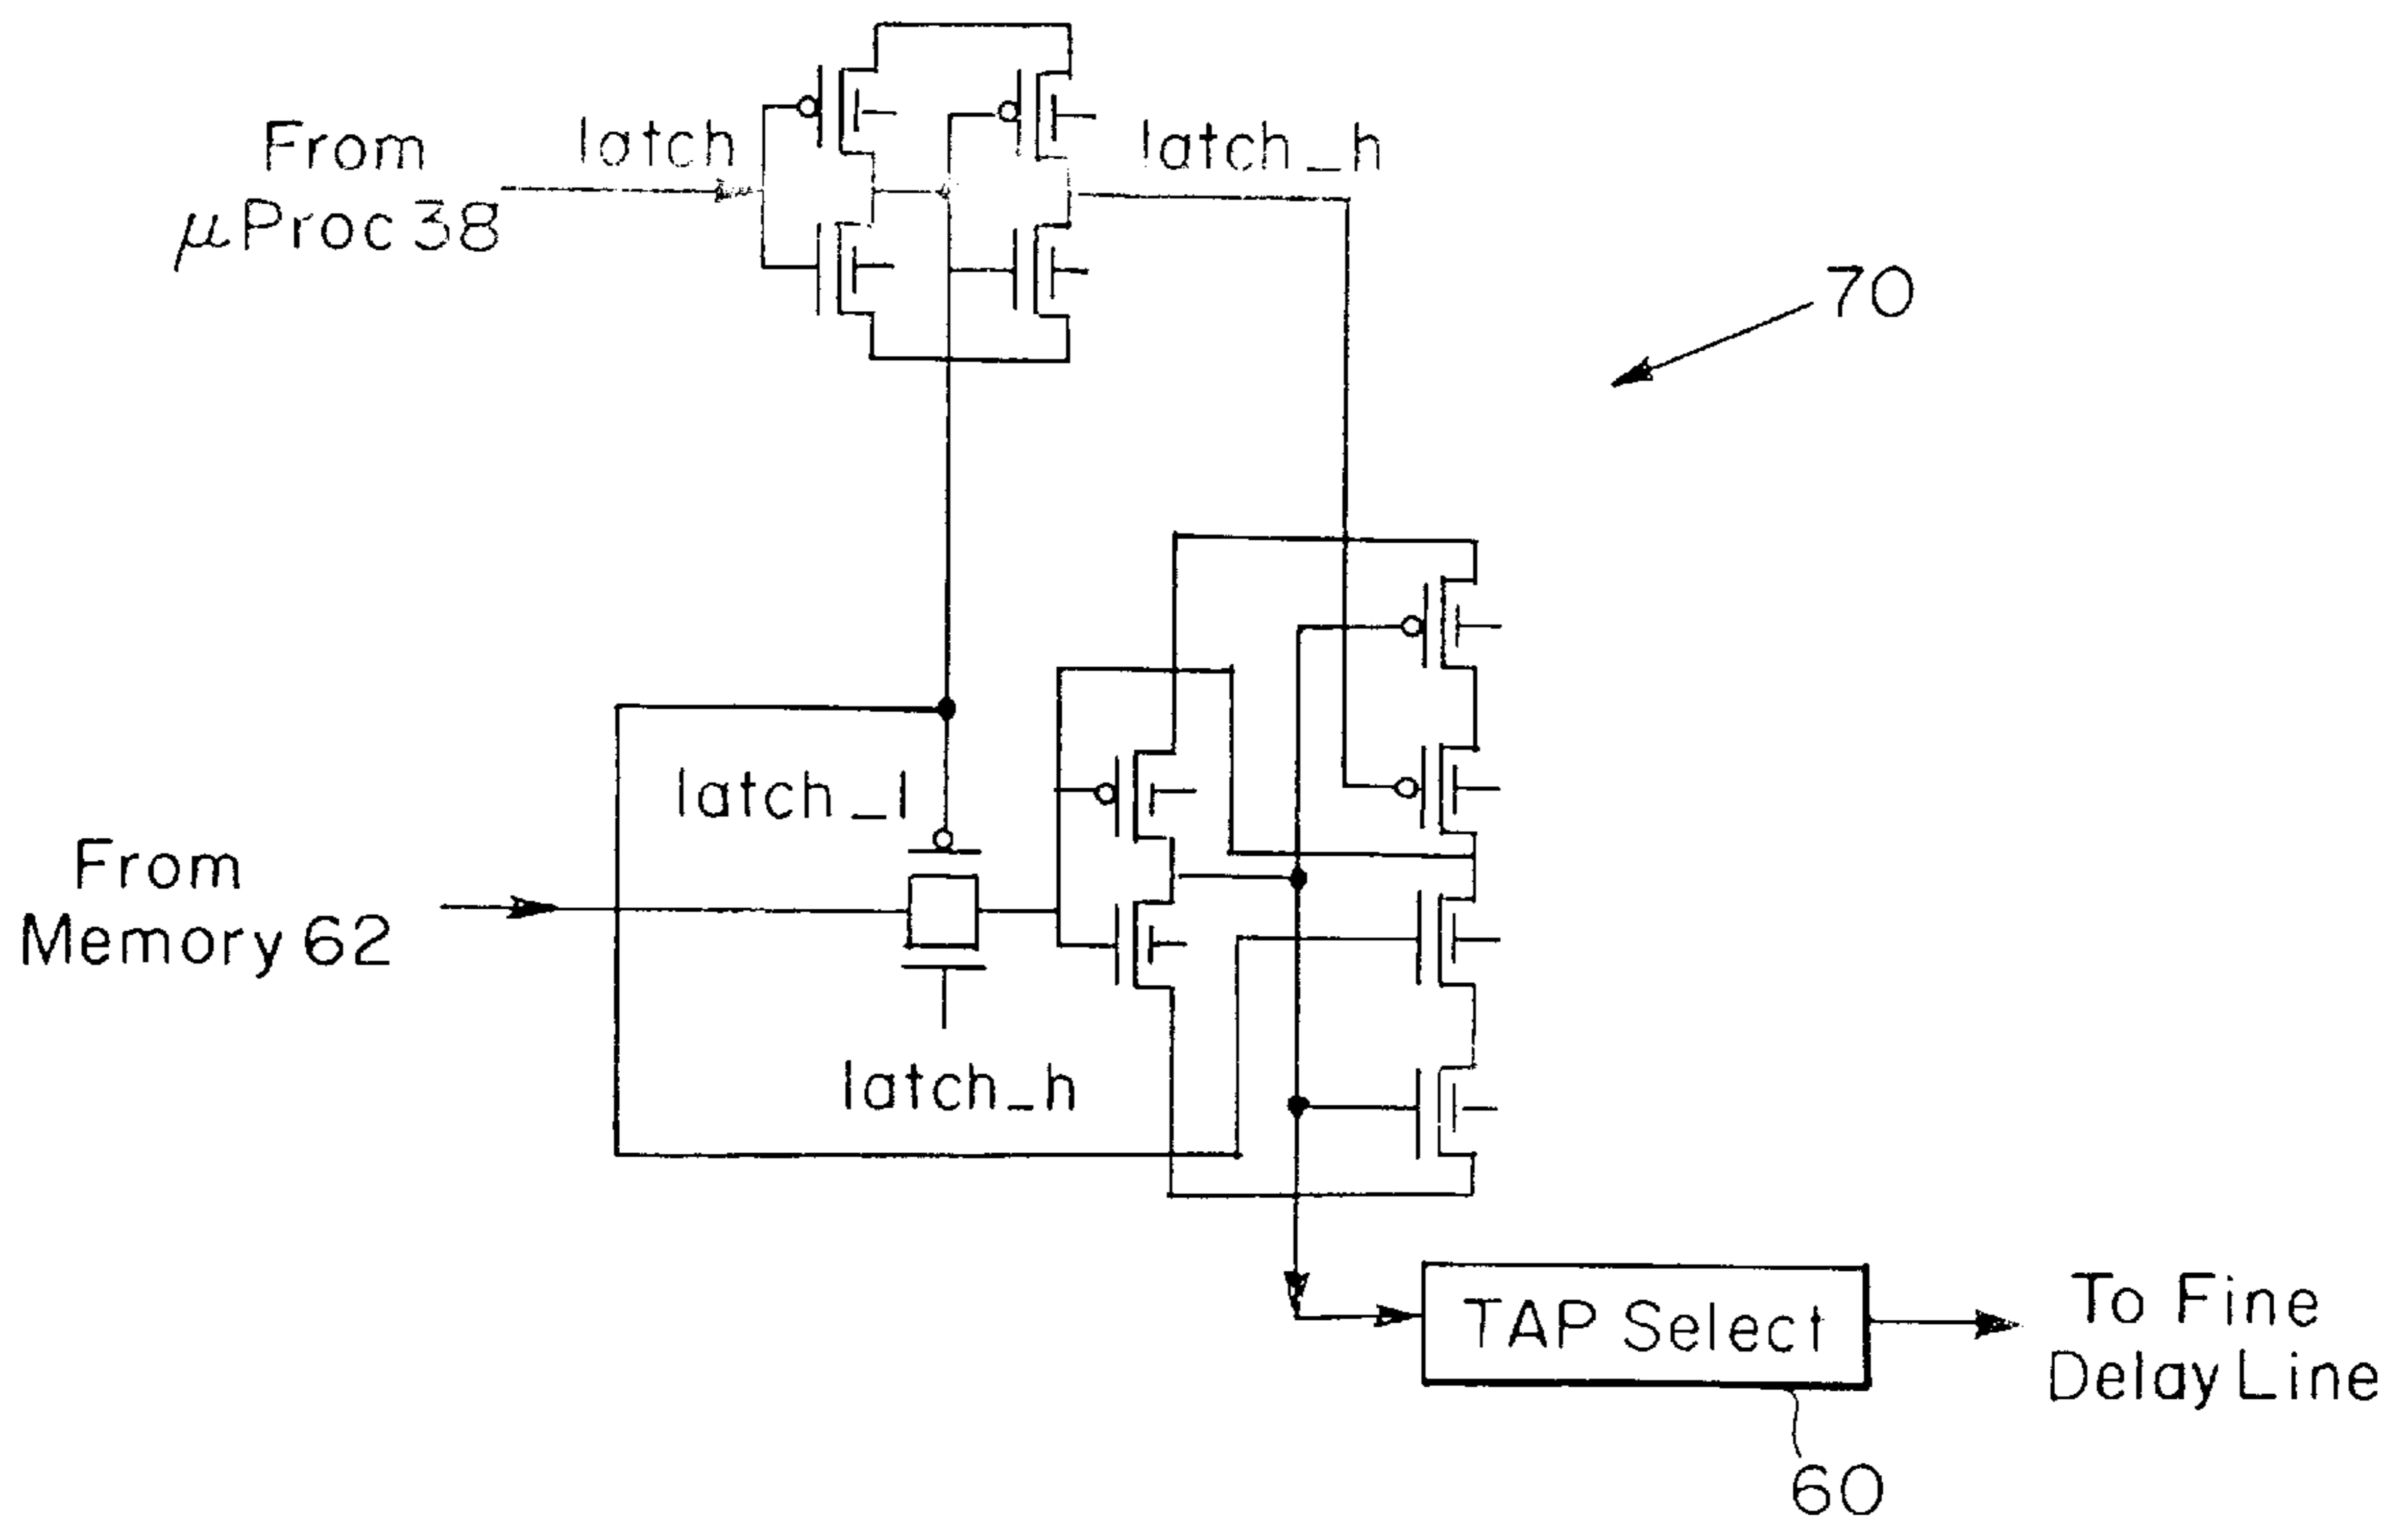 From
μProc 38
latch
latch_h
70
latch_l
From
Memory 62
latch_h
TAP Select
To Fine
Delay Line
60